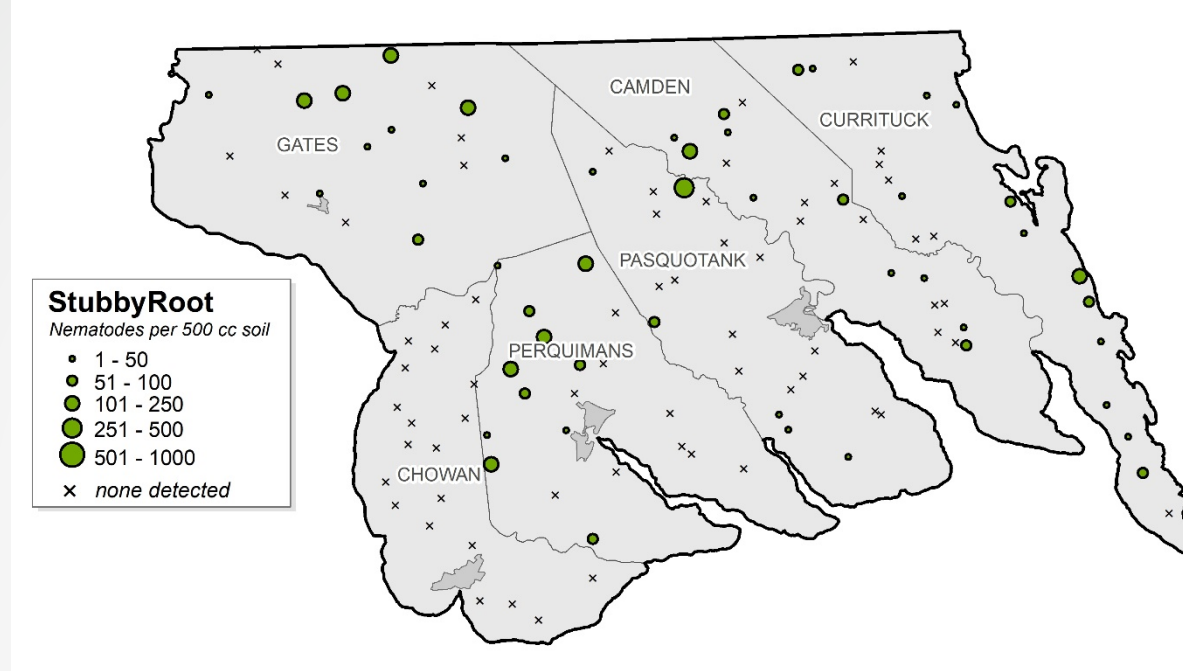 CAMDEN
CURRITUCK
GATES
PASQUOTANK
PERQUIMANS
CHOWAN
StubbyRoot
Nematodes per 500 cc soil
1 - 50
51 - 100
101 - 250
251 - 500
501 - 1000
none detected